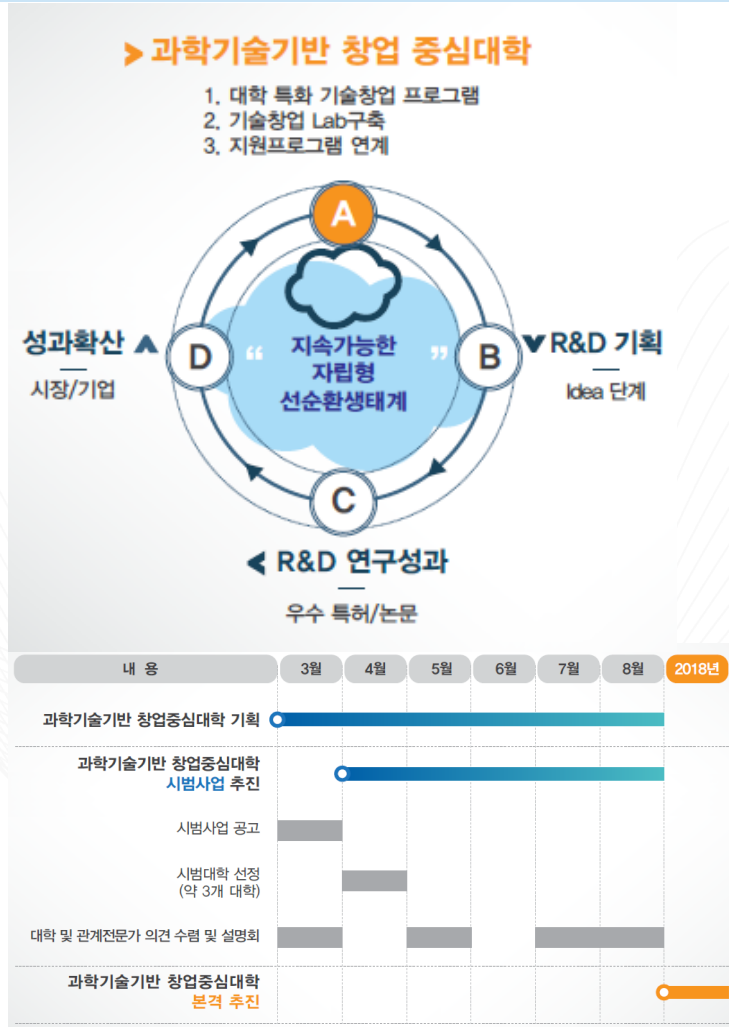 과학기술기반 창업 중심대학
1. 대학 특화 기술창업 프로그램
2. 기술창업 Lab구축
3. 지원프로그램 연계
A
성과확산
시장/기업
D
“ 지속가능한 ”
자립형
선순환생태계
B
R&D 기획
Idea 단계
C
R&D 연구성과
우수 특허/논문
내 용 3월 4월 5월 6월 7월 8월 2018년
과학기술기반 창업중심대학 기획
과학기술기반 창업중심대학
시범사업 추진
시범사업 공고
시범대학 선정
(약 3개 대학)
대학 및 관계전문가 의견 수렴 및 설명회
과학기술기반 창업중심대학
본격 추진